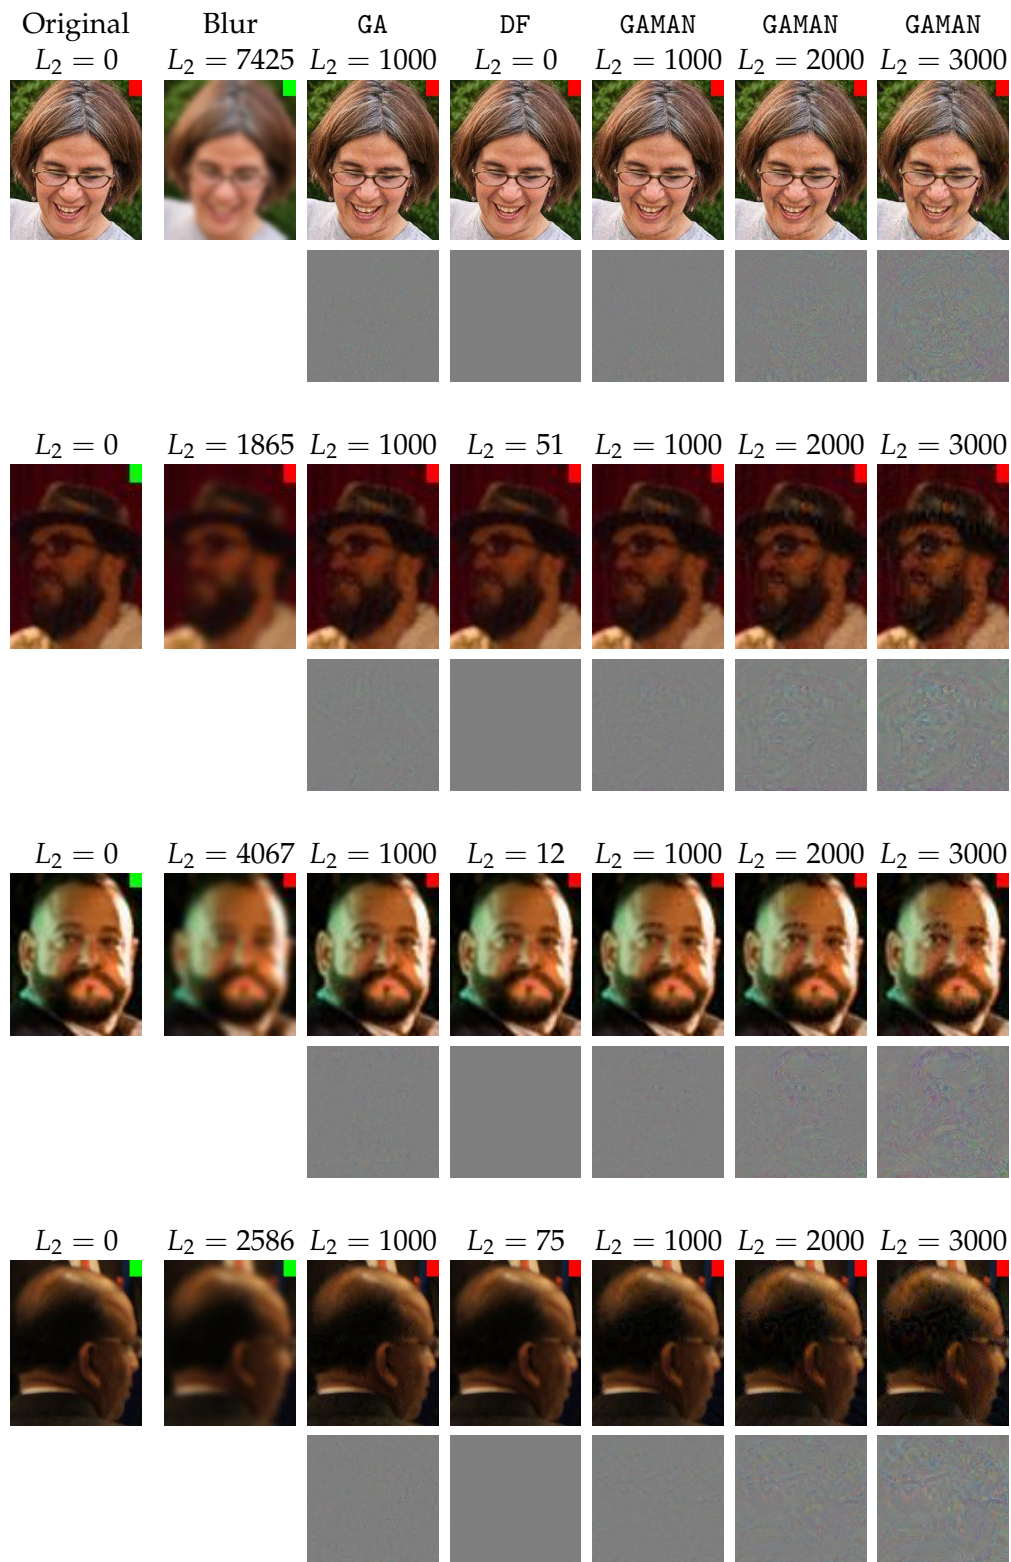 Original Blur GA DF GAMAN GAMAN GAMAN
L₂ = 0 L₂ = 7425 L₂ = 1000 L₂ = 0 L₂ = 1000 L₂ = 2000 L₂ = 3000
L₂ = 0 L₂ = 1865 L₂ = 1000 L₂ = 51 L₂ = 1000 L₂ = 2000 L₂ = 3000
L₂ = 0 L₂ = 4067 L₂ = 1000 L₂ = 12 L₂ = 1000 L₂ = 2000 L₂ = 3000
L₂ = 0 L₂ = 2586 L₂ = 1000 L₂ = 75 L₂ = 1000 L₂ = 2000 L₂ = 3000